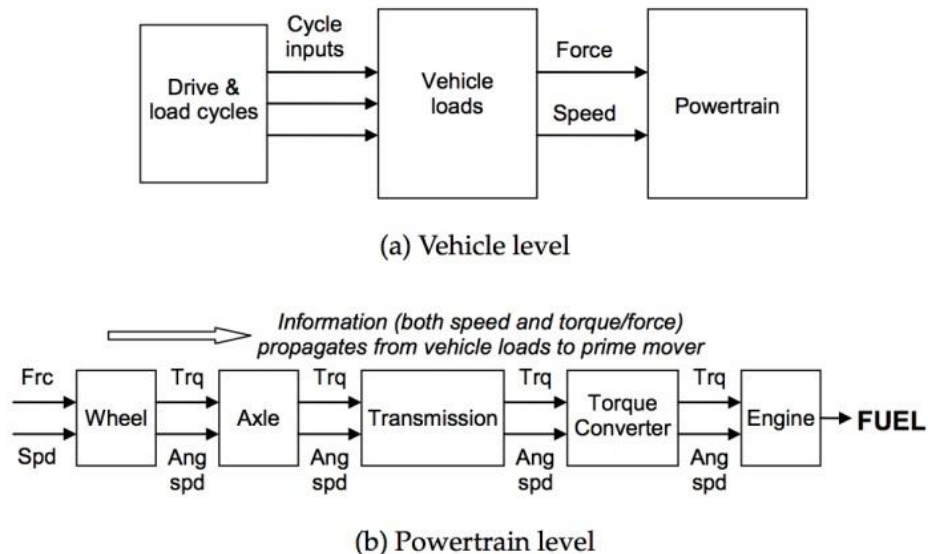 Cycle
inputs
Drive &
load cycles
Vehicle
loads
Force
Speed
Powertrain
(a) Vehicle level
Information (both speed and torque/force)
propagates from vehicle loads to prime mover
Frc
Spd
Wheel
Trq
Ang
spd
Axle
Trq
Ang
spd
Transmission
Trq
Ang
spd
Torque
Converter
Trq
Ang
spd
Engine
FUEL
(b) Powertrain level